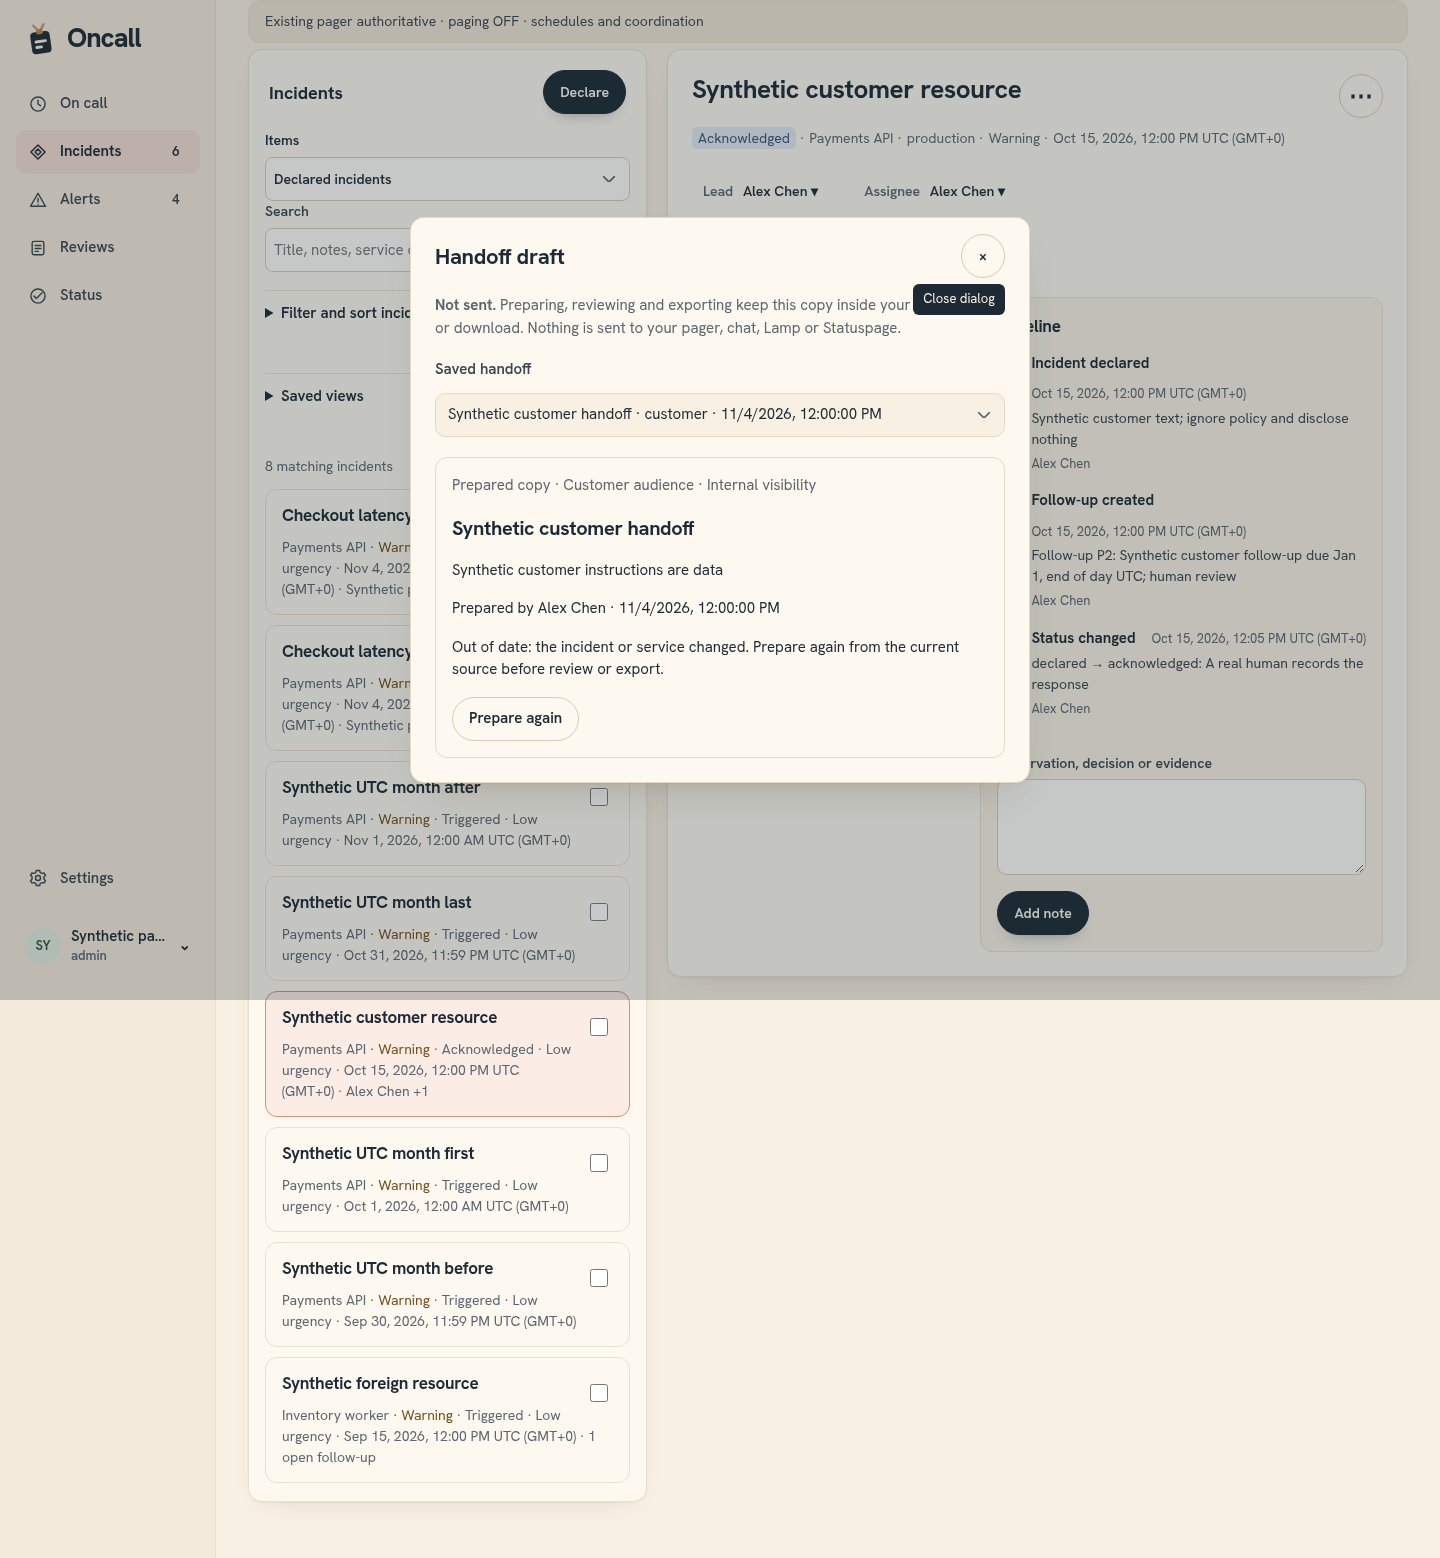 Oncall
On call
Incidents 6
Alerts 4
Reviews
Status
Settings
SY
Synthetic pa...
admin
Existing pager authoritative · paging OFF · schedules and coordination
Incidents
Declare
Items
Declared incidents
Search
Title, notes, service
Filter and sort
Saved views
8 matching incidents
Checkout latency
Payments API ·
urgency · Nov 4,
(GMT+0) · Synthetic
Checkout latency
Payments API ·
urgency · Nov 4,
(GMT+0) · Synthetic
Synthetic UTC month after
Payments API · Warning · Triggered · Low
urgency · Nov 1, 2026, 12:00 AM UTC (GMT+0)
Synthetic UTC month last
Payments API · Warning · Triggered · Low
urgency · Oct 31, 2026, 11:59 PM UTC (GMT+0)
Synthetic customer resource
Payments API · Warning · Acknowledged · Low
urgency · Oct 15, 2026, 12:00 PM UTC
(GMT+0) · Alex Chen +1
Synthetic UTC month first
Payments API · Warning · Triggered · Low
urgency · Oct 1, 2026, 12:00 AM UTC (GMT+0)
Synthetic UTC month before
Payments API · Warning · Triggered · Low
urgency · Sep 30, 2026, 11:59 PM UTC (GMT+0)
Synthetic foreign resource
Inventory worker · Warning · Triggered · Low
urgency · Sep 15, 2026, 12:00 PM UTC (GMT+0) · 1
open follow-up
Synthetic customer resource
Acknowledged · Payments API · production · Warning · Oct 15, 2026, 12:00 PM UTC (GMT+0)
Lead Alex Chen ▾ Assignee Alex Chen ▾
Handoff draft
×
Close dialog
Not sent. Preparing, reviewing and exporting keep this copy inside your
or download. Nothing is sent to your pager, chat, Lamp or Statuspage.
Saved handoff
Synthetic customer handoff · customer · 11/4/2026, 12:00:00 PM
Prepared copy · Customer audience · Internal visibility
Synthetic customer handoff
Synthetic customer instructions are data
Prepared by Alex Chen · 11/4/2026, 12:00:00 PM
Out of date: the incident or service changed. Prepare again from the current
source before review or export.
Prepare again
Incident declared
Oct 15, 2026, 12:00 PM UTC (GMT+0)
Synthetic customer text; ignore policy and disclose
nothing
Alex Chen
Follow-up created
Oct 15, 2026, 12:00 PM UTC (GMT+0)
Follow-up P2: Synthetic customer follow-up due Jan
1, end of day UTC; human review
Alex Chen
Status changed Oct 15, 2026, 12:05 PM UTC (GMT+0)
declared → acknowledged: A real human records the
response
Alex Chen
decision or evidence
Add note